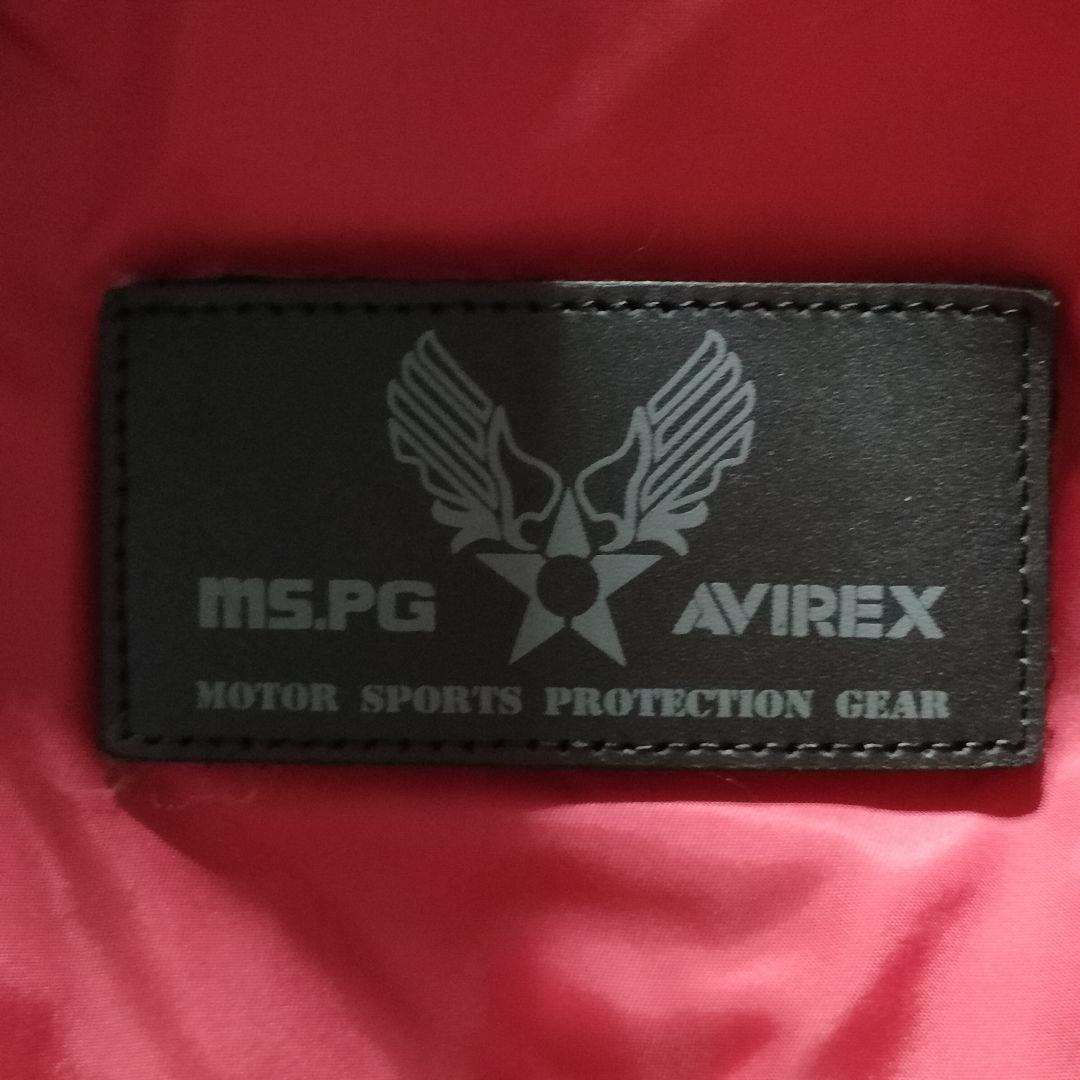 MS.PG AVIREX
MOTOR SPORTS PROTECTION GEAR